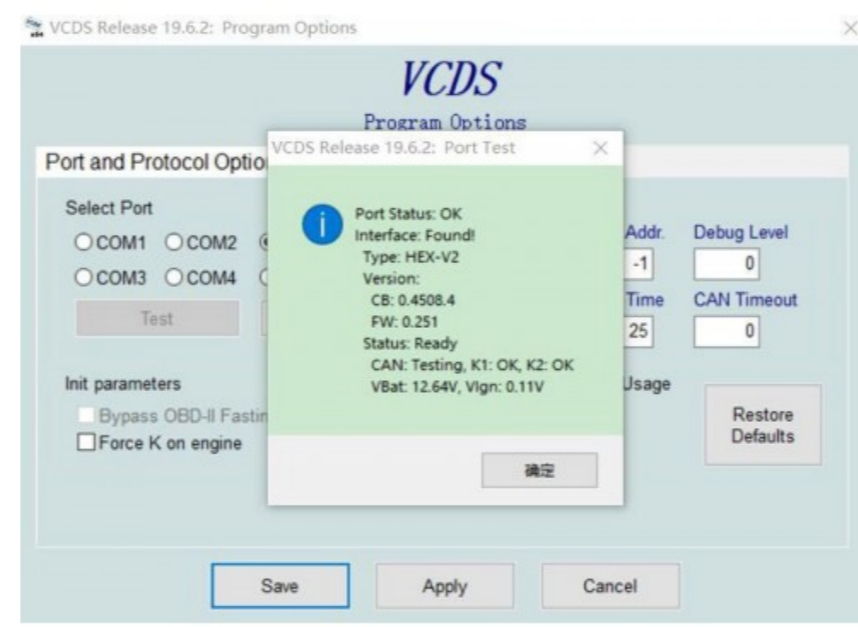 VCDS Release 19.6.2: Program Options
VCDS
Program Options
VCDS Release 19.6.2: Port Test
Port and Protocol
Select Port
COM1 COM2
COM3 COM4
Test
Port Status: OK
Interface: Found!
Type: HEX-V2
Version:
CB: 0.4508.4
FW: 0.251
Status: Ready
CAN: Testing, K1: OK, K2: OK
VBat: 12.64V, VIgn: 0.11V
确定
Addr. Debug Level
-1 0
Time CAN Timeout
25 0
Init parameters
Bypass OBD-II
Force K on engine
Usage
Restore
Defaults
Save Apply Cancel